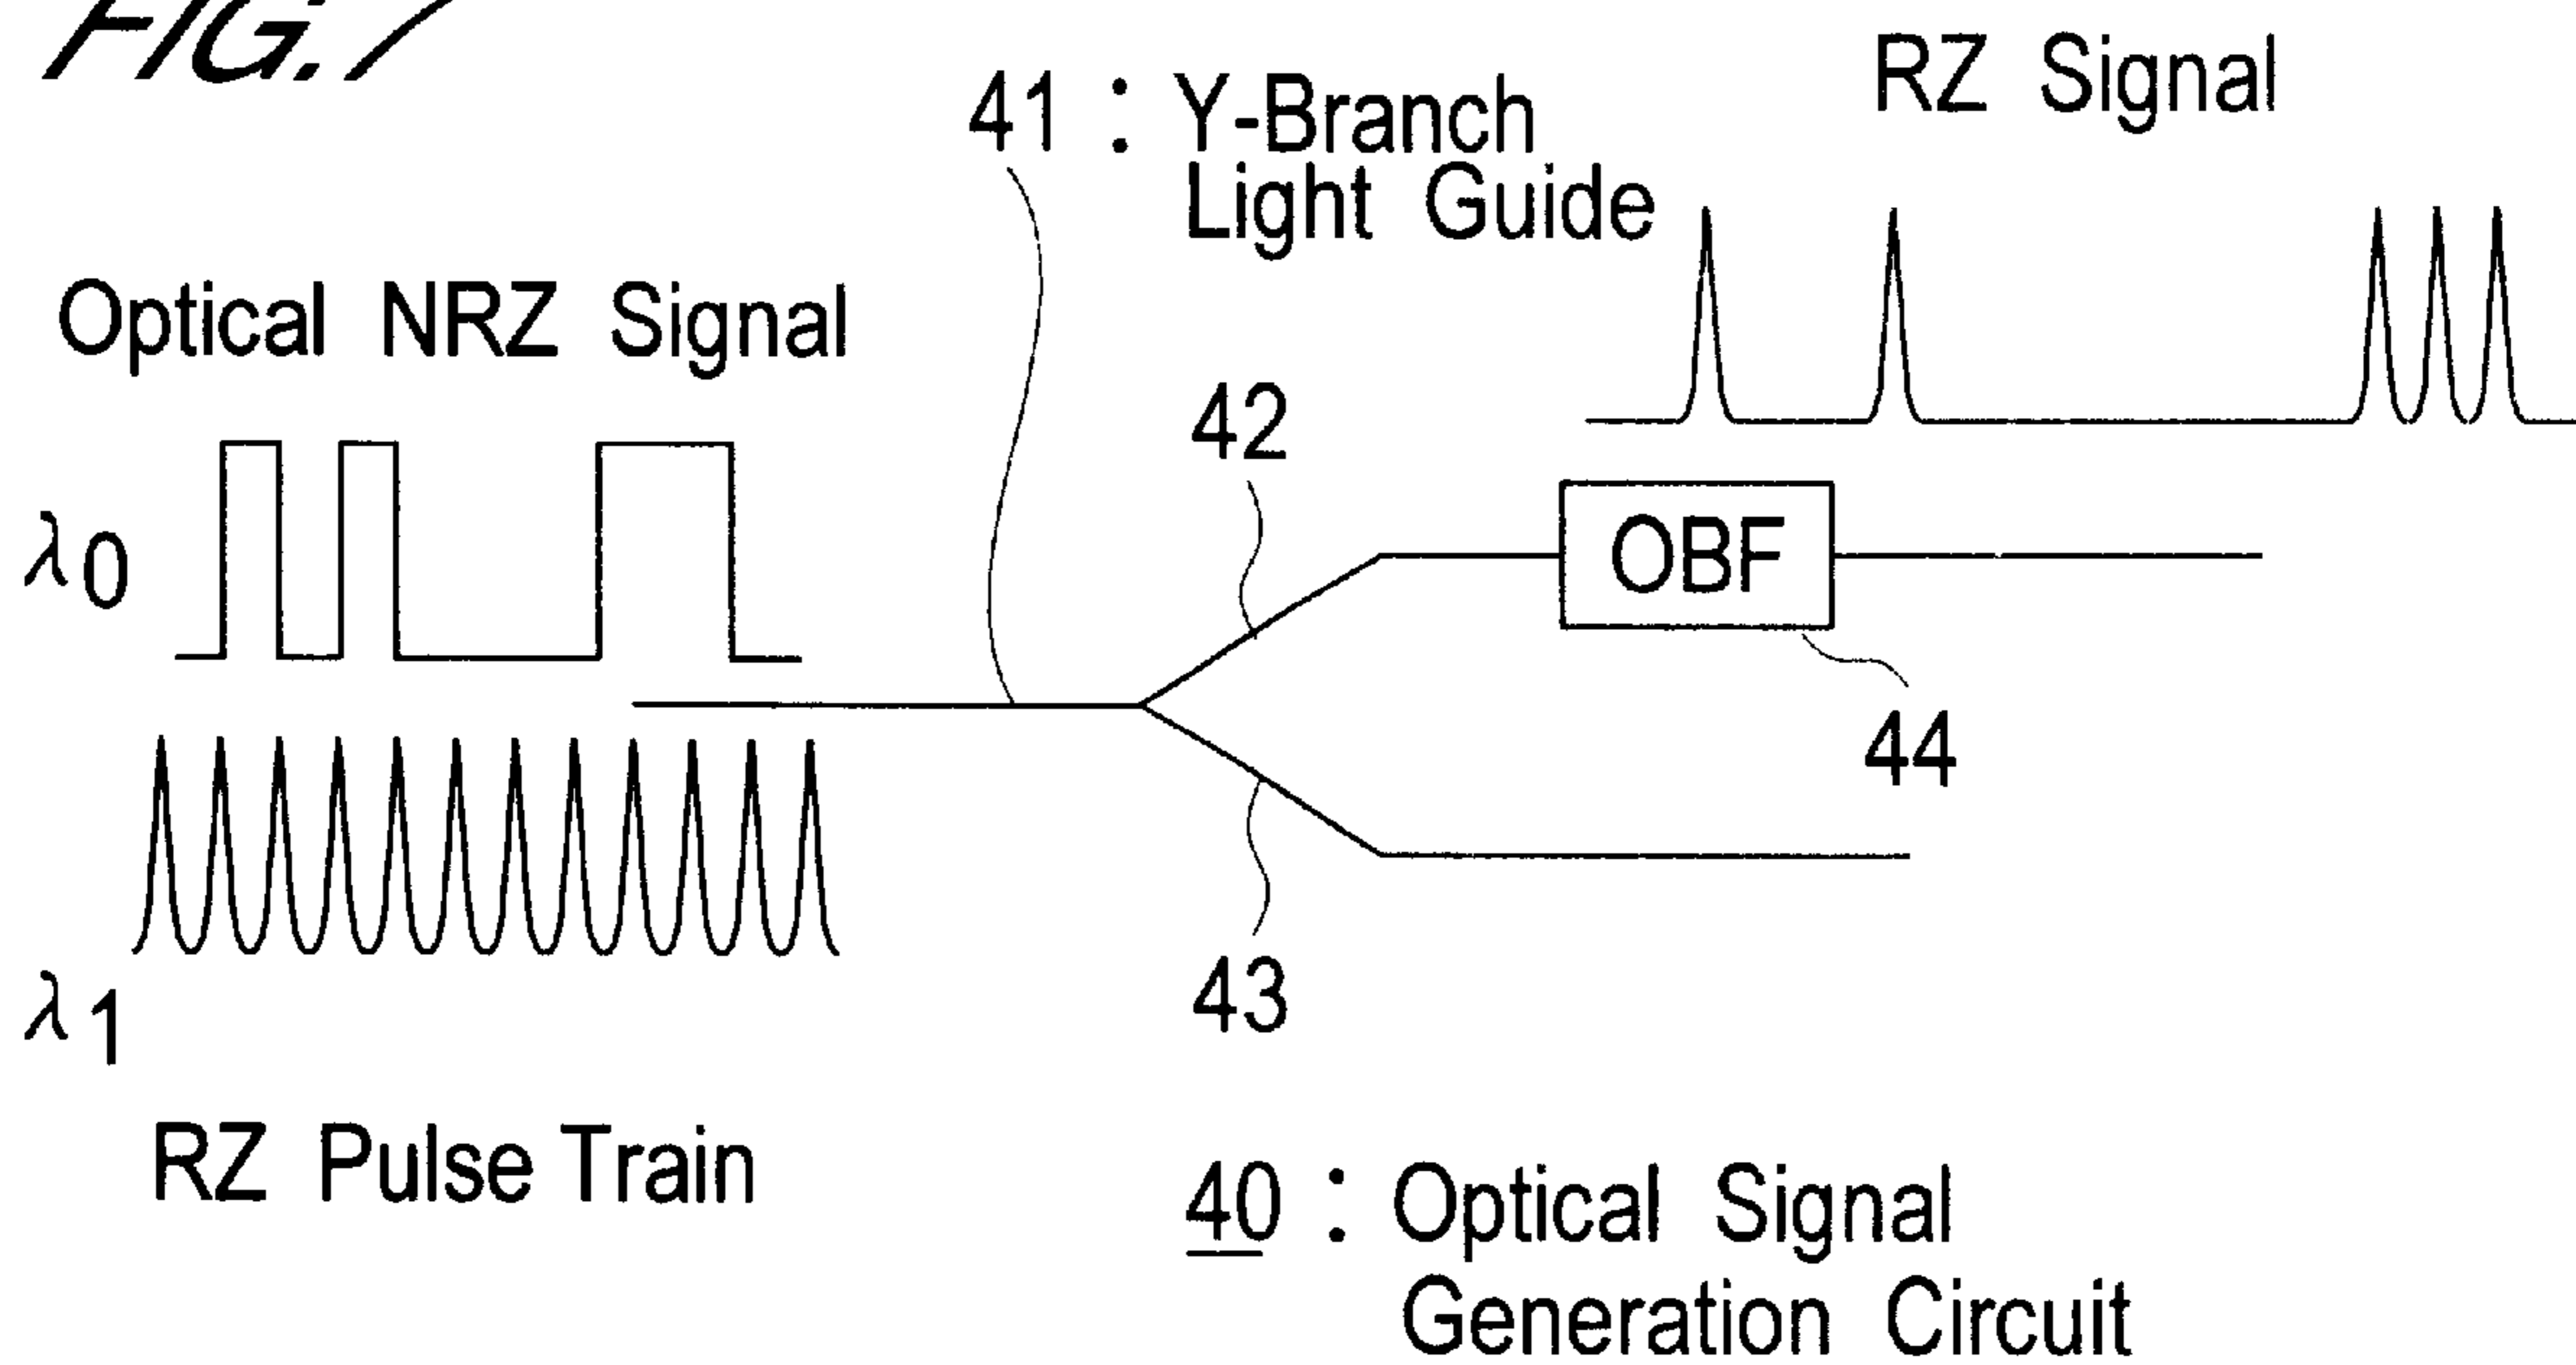 FIG. 7
RZ Signal
41 : Y-Branch
Light Guide
Optical NRZ Signal
42
λ0
OBF
44
43
λ1
RZ Pulse Train
40 : Optical Signal
Generation Circuit